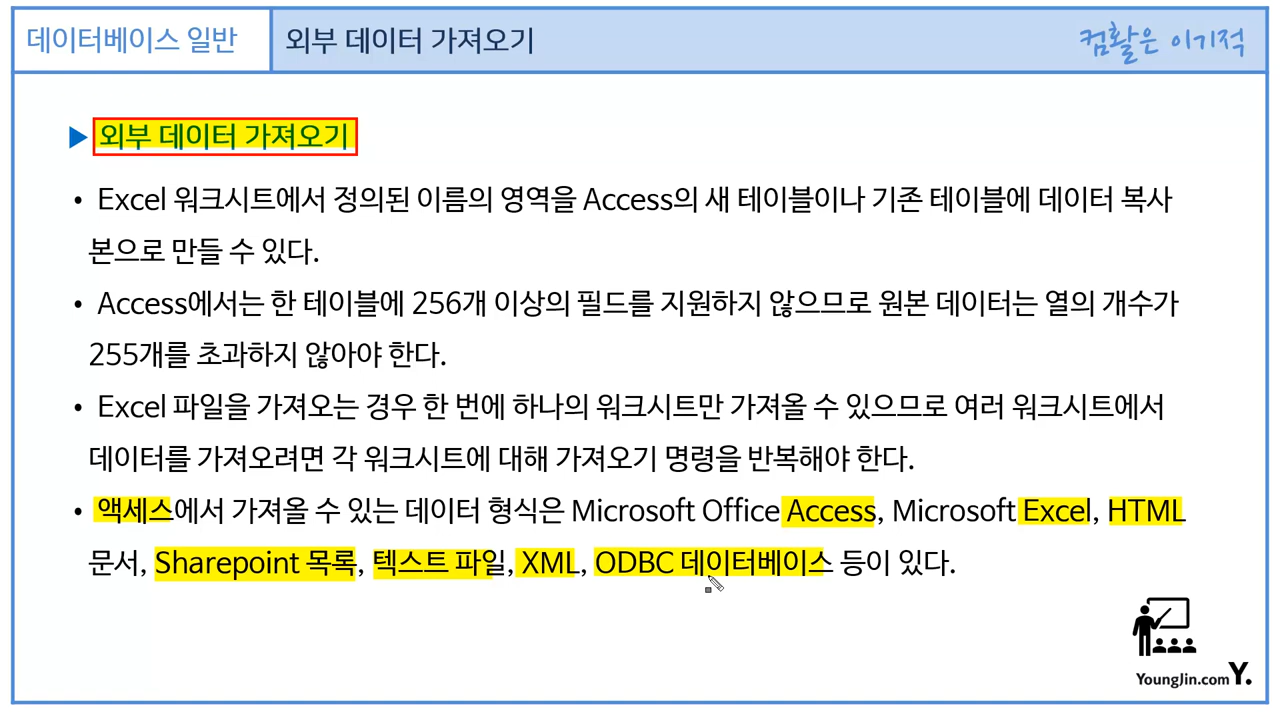 데이터베이스 일반
외부 데이터 가져오기
컴활은 이기적
▶ 외부 데이터 가져오기
• Excel 워크시트에서 정의된 이름의 영역을 Access의 새 테이블이나 기존 테이블에 데이터 복사
본으로 만들 수 있다.
• Access에서는 한 테이블에 256개 이상의 필드를 지원하지 않으므로 원본 데이터는 열의 개수가
255개를 초과하지 않아야 한다.
• Excel 파일을 가져오는 경우 한 번에 하나의 워크시트만 가져올 수 있으므로 여러 워크시트에서
데이터를 가져오려면 각 워크시트에 대해 가져오기 명령을 반복해야 한다.
• 액세스에서 가져올 수 있는 데이터 형식은 Microsoft Office Access, Microsoft Excel, HTML
문서, Sharepoint 목록, 텍스트 파일, XML, ODBC 데이터베이스 등이 있다.
YoungJin.com Y.